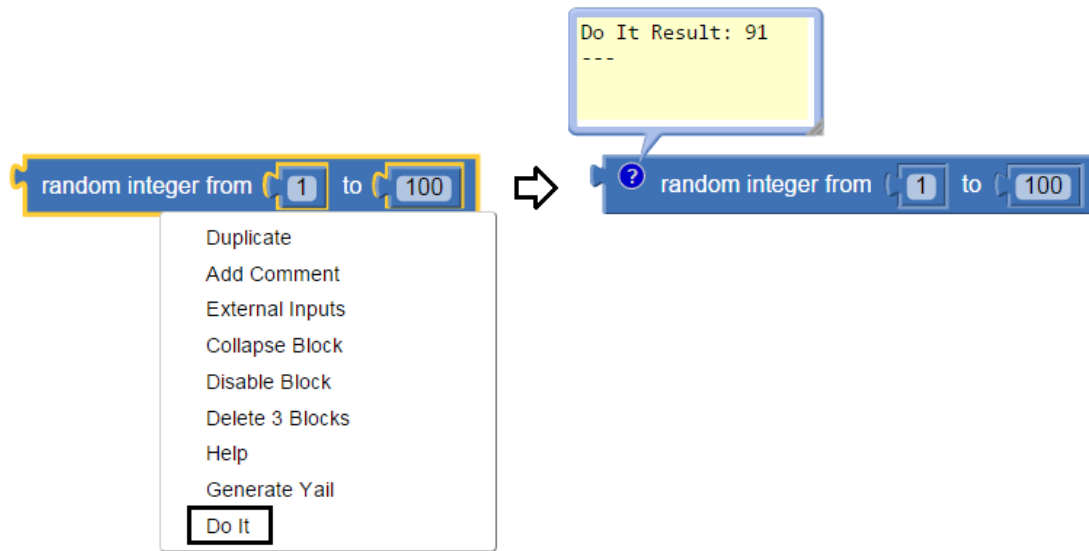 Do It Result: 91
---
random integer from 1 to 100
? random integer from 1 to 100
Duplicate
Add Comment
External Inputs
Collapse Block
Disable Block
Delete 3 Blocks
Help
Generate Yail
Do It